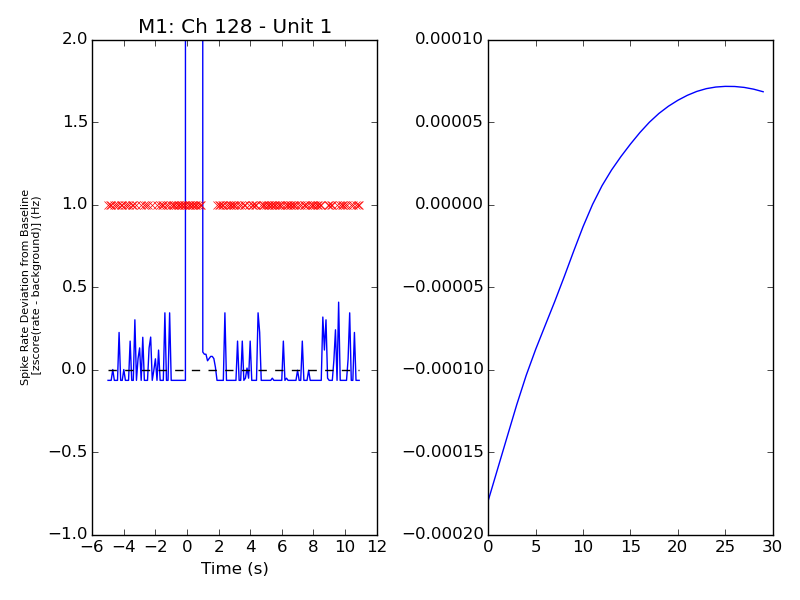 M1: Ch 128 - Unit 1
2.0
1.5
1.0
0.5
0.0
−0.5
−1.0
Spike Rate Deviation from Baseline
[zscore(rate - background)] (Hz)
−6 −4 −2 0 2 4 6 8 10 12
Time (s)
0.00010
0.00005
0.00000
−0.00005
−0.00010
−0.00015
−0.00020
0 5 10 15 20 25 30